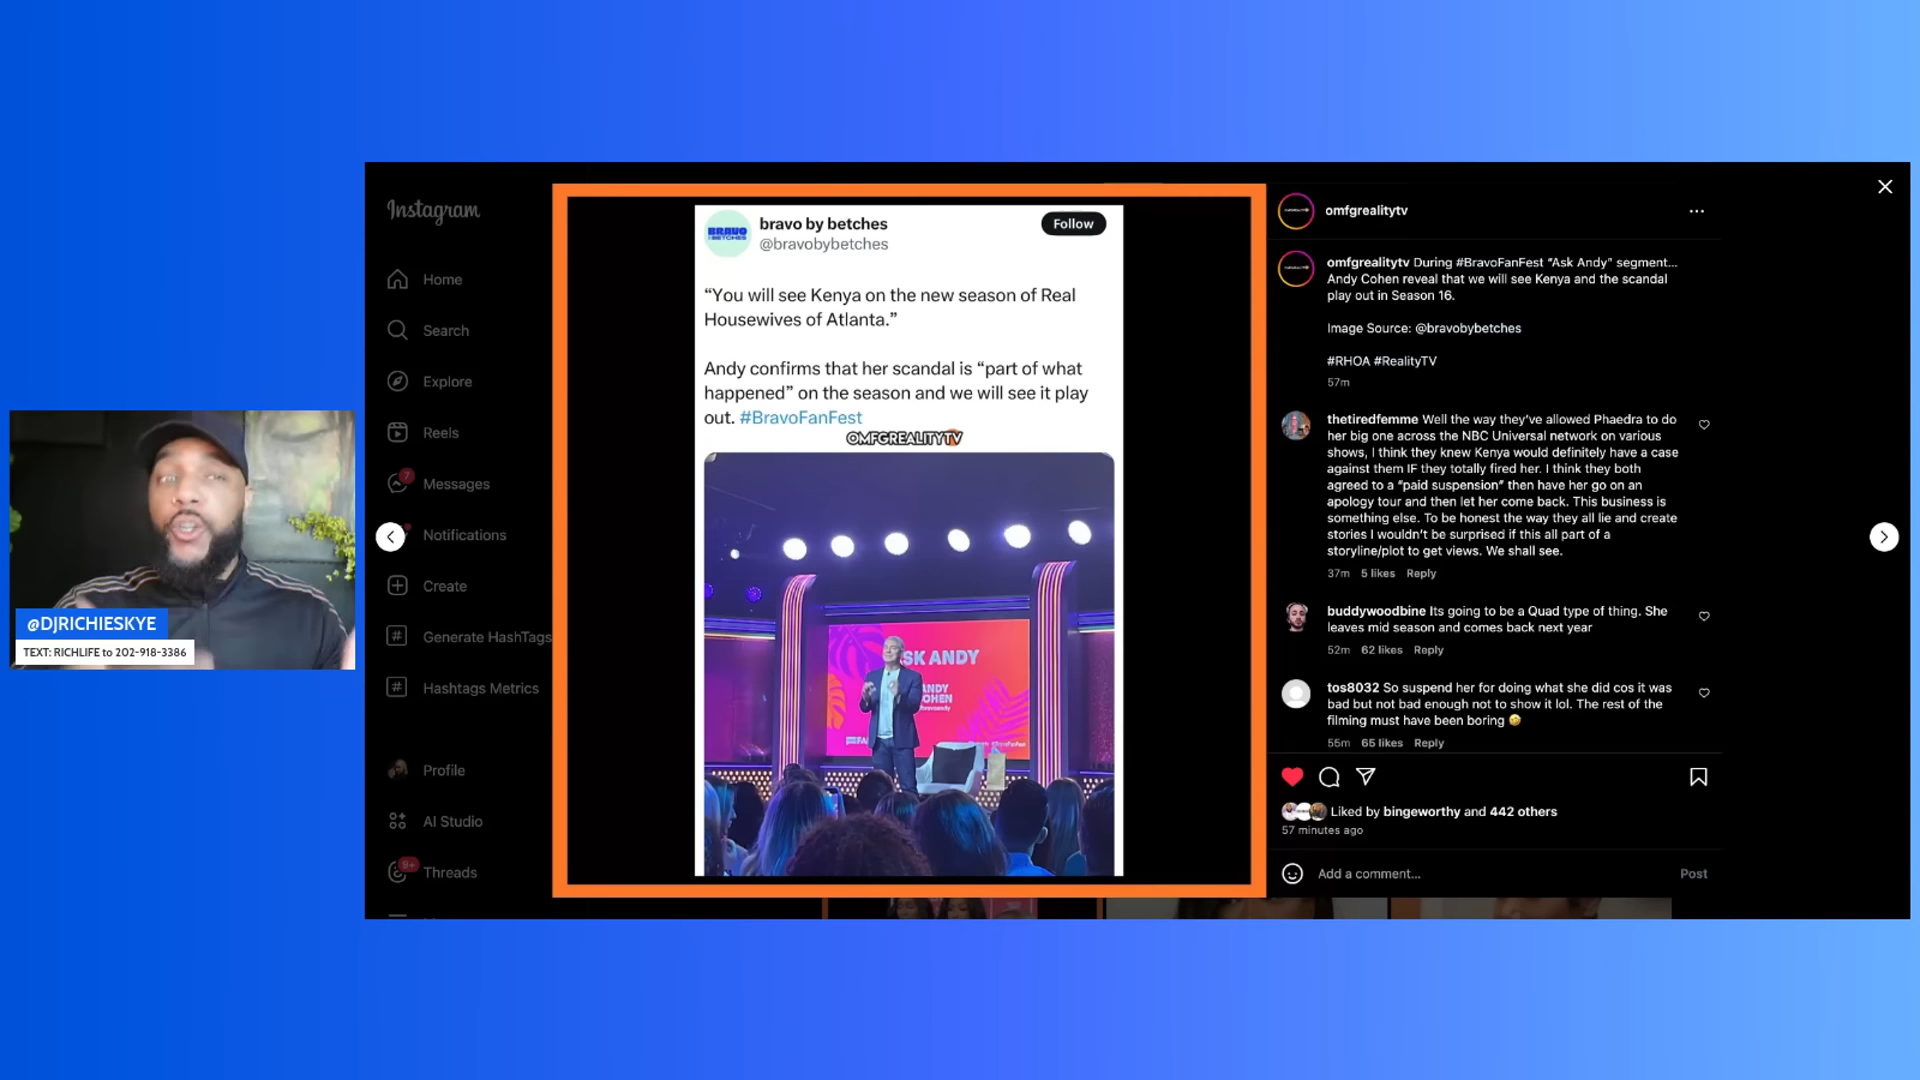 Instagram
Home
Search
Explore
Reels
7
Messages
Notifications
Create
Generate HashTags
Hashtags Metrics
Profile
AI Studio
9+
Threads
@DJRICHIESKYE
TEXT: RICHLIFE to 202-918-3386
BRAVO
BETCHES
bravo by betches
@bravobybetches
Follow
“You will see Kenya on the new season of Real
Housewives of Atlanta.”
Andy confirms that her scandal is “part of what
happened” on the season and we will see it play
out. #BravoFanFest
OMFGREALITYTV
SK ANDY
ANDY
OHEN
omfgrealitytv
omfgrealitytv During #BravoFanFest "Ask Andy" segment...
Andy Cohen reveal that we will see Kenya and the scandal
play out in Season 16.
Image Source: @bravobybetches
#RHOA #RealityTV
57m
thetiredfemme Well the way they've allowed Phaedra to do
her big one across the NBC Universal network on various
shows, I think they knew Kenya would definitely have a case
against them IF they totally fired her. I think they both
agreed to a "paid suspension" then have her go on an
apology tour and then let her come back. This business is
something else. To be honest the way they all lie and create
stories I wouldn't be surprised if this all part of a
storyline/plot to get views. We shall see.
37m 5 likes Reply
buddywoodbine Its going to be a Quad type of thing. She
leaves mid season and comes back next year
52m 62 likes Reply
tos8032 So suspend her for doing what she did cos it was
bad but not bad enough not to show it lol. The rest of the
filming must have been boring 🤣
55m 65 likes Reply
Liked by bingeworthy and 442 others
57 minutes ago
Add a comment...
Post